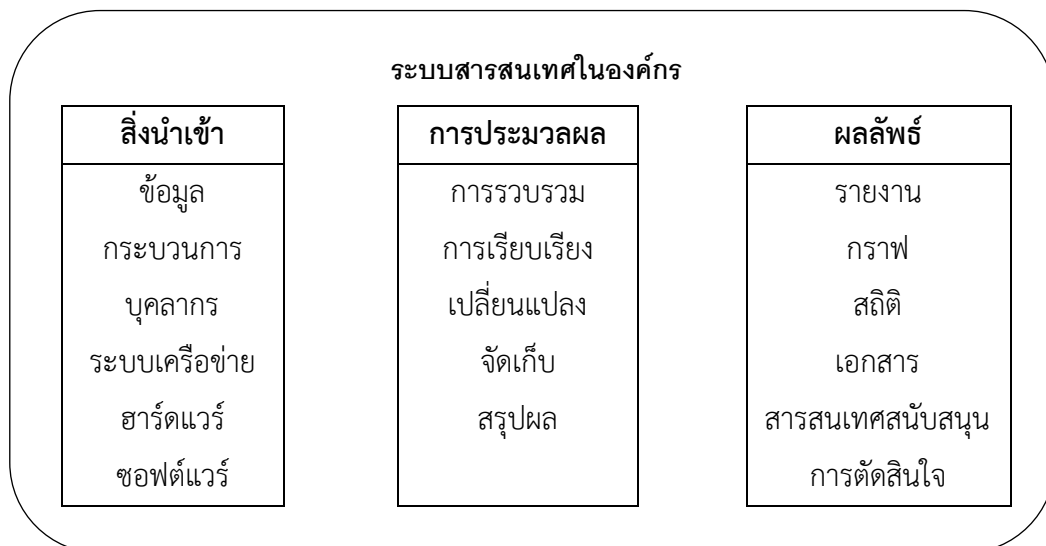 ระบบสารสนเทศในองค์กร
สิ่งนำเข้า
ข้อมูล
กระบวนการ
บุคลากร
ระบบเครือข่าย
ฮาร์ดแวร์
ซอฟต์แวร์
การประมวลผล
การรวบรวม
การเรียบเรียง
เปลี่ยนแปลง
จัดเก็บ
สรุปผล
ผลลัพธ์
รายงาน
กราฟ
สถิติ
เอกสาร
สารสนเทศสนับสนุน
การตัดสินใจ